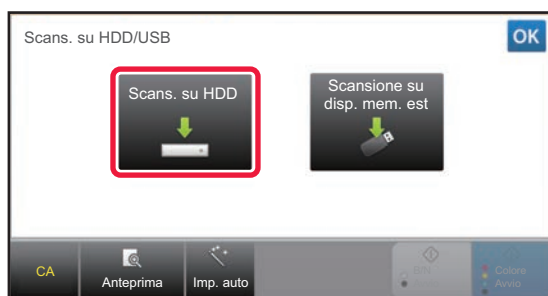 Scans. su HDD/USB
OK
Scans. su HDD
Scansione su
disp. mem. est
CA
Anteprima
Imp. auto
B/N
Avvio
Colore
Avvio